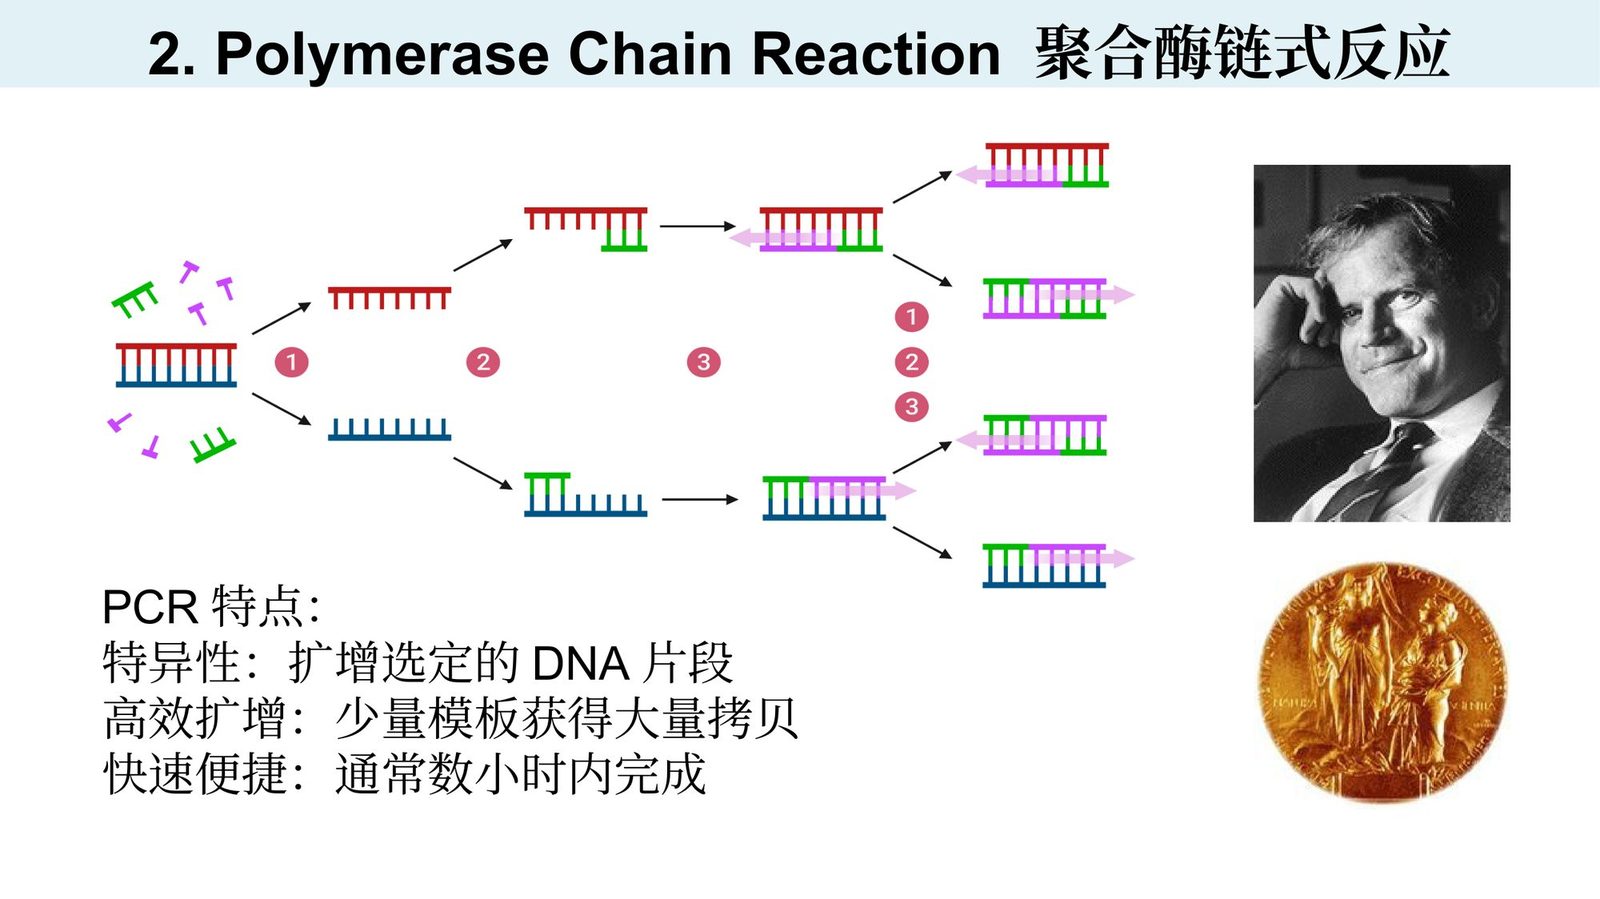 2. Polymerase Chain Reaction 聚合酶链式反应
1
2
3
1
2
3
PCR 特点：
特异性：扩增选定的 DNA 片段
高效扩增：少量模板获得大量拷贝
快速便捷：通常数小时内完成
NATURA